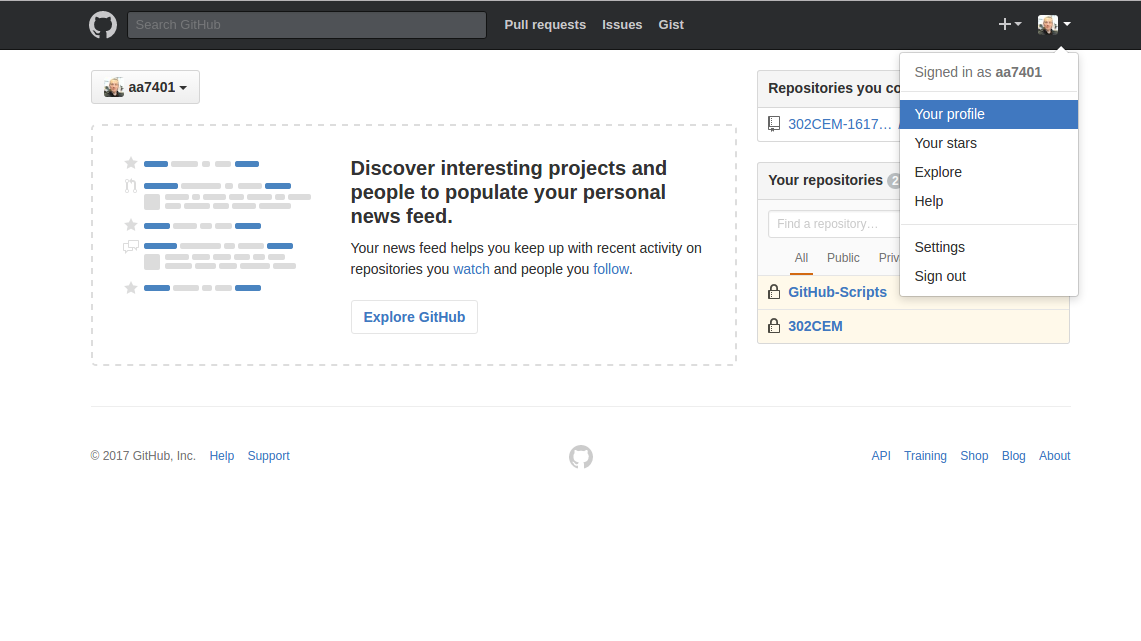 Search GitHub
Pull requests Issues Gist
Signed in as aa7401
Your profile
Your stars
Explore
Help
Settings
Sign out
aa7401
Discover interesting projects and
people to populate your personal
news feed.
Your news feed helps you keep up with recent activity on
repositories you watch and people you follow.
Explore GitHub
Repositories you co
302CEM-1617…
Your repositories 2
Find a repository…
All Public Priv
GitHub-Scripts
302CEM
© 2017 GitHub, Inc. Help Support
API Training Shop Blog About